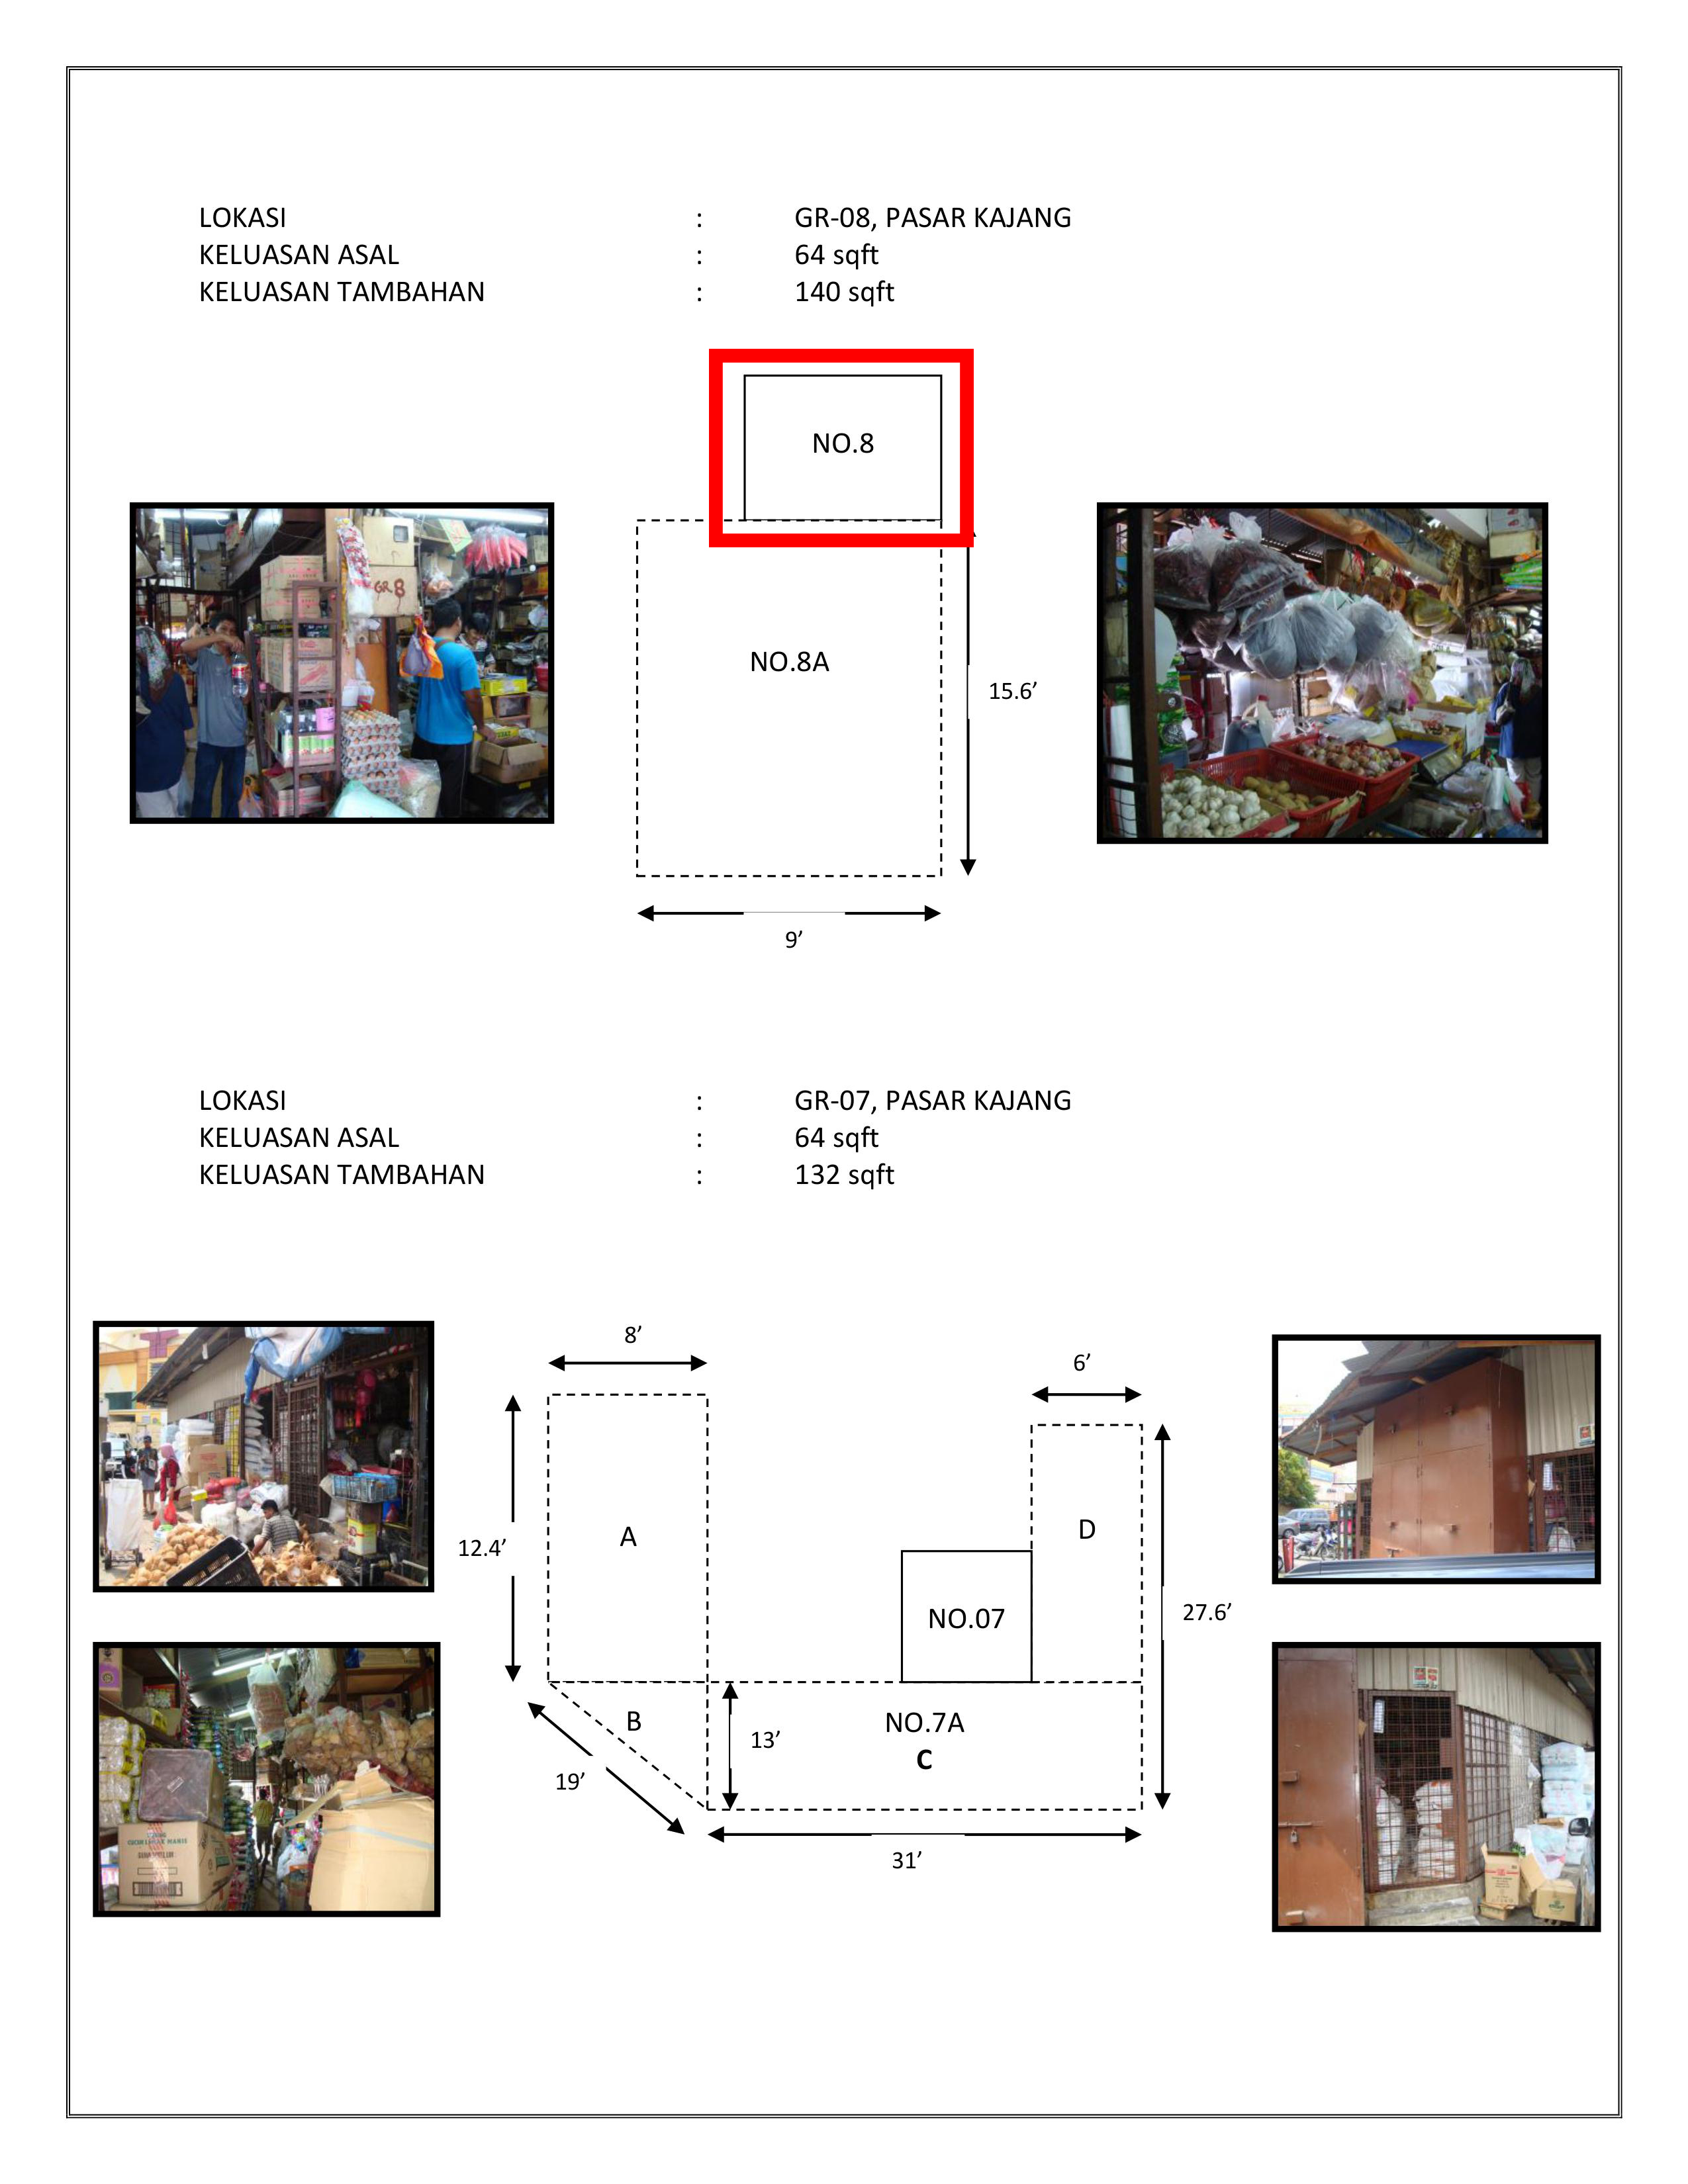 LOKASI : GR-08, PASAR KAJANG
KELUASAN ASAL : 64 sqft
KELUASAN TAMBAHAN : 140 sqft
NO.8
GR 8
NO.8A
15.6’
9’
LOKASI : GR-07, PASAR KAJANG
KELUASAN ASAL : 64 sqft
KELUASAN TAMBAHAN : 132 sqft
8’
6’
A
D
12.4’
NO.07
27.6’
B
NO.7A
13’
C
19’
31’